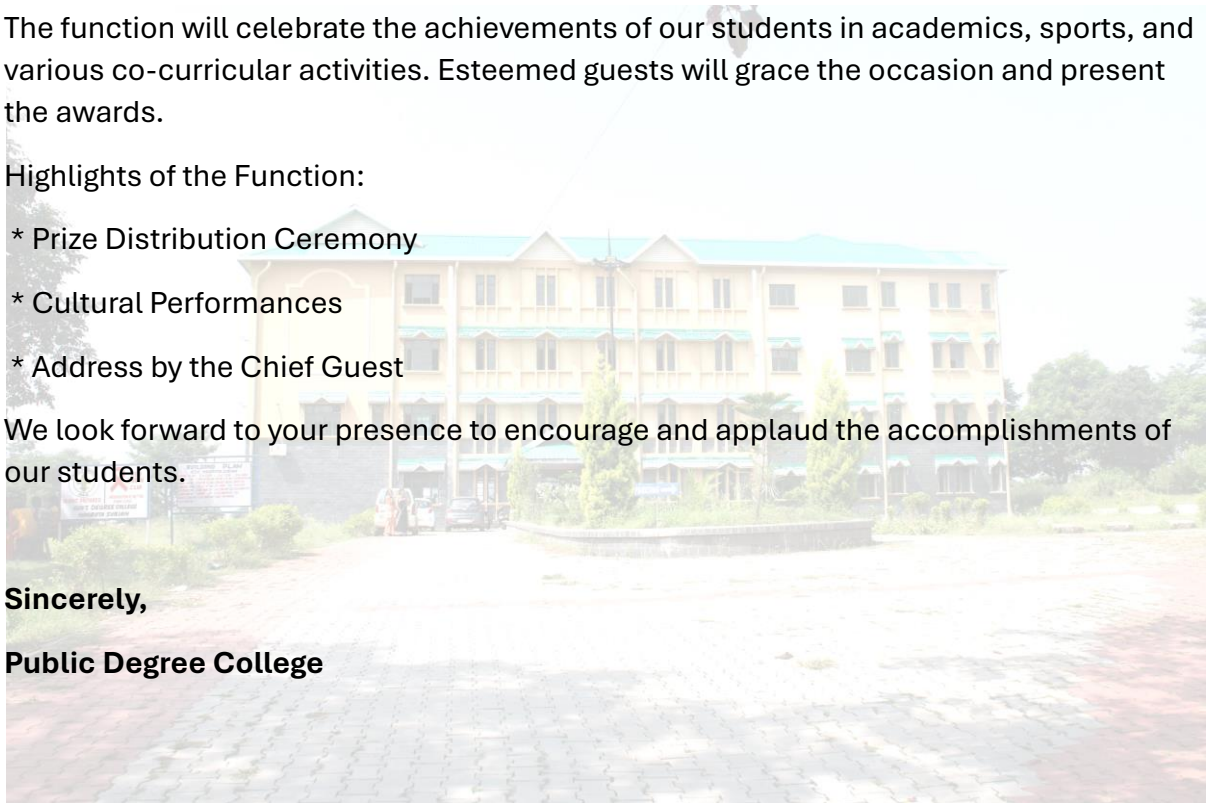 The function will celebrate the achievements of our students in academics, sports, and
various co-curricular activities. Esteemed guests will grace the occasion and present
the awards.
Highlights of the Function:
* Prize Distribution Ceremony
* Cultural Performances
* Address by the Chief Guest
We look forward to your presence to encourage and applaud the accomplishments of
our students.
Sincerely,
Public Degree College